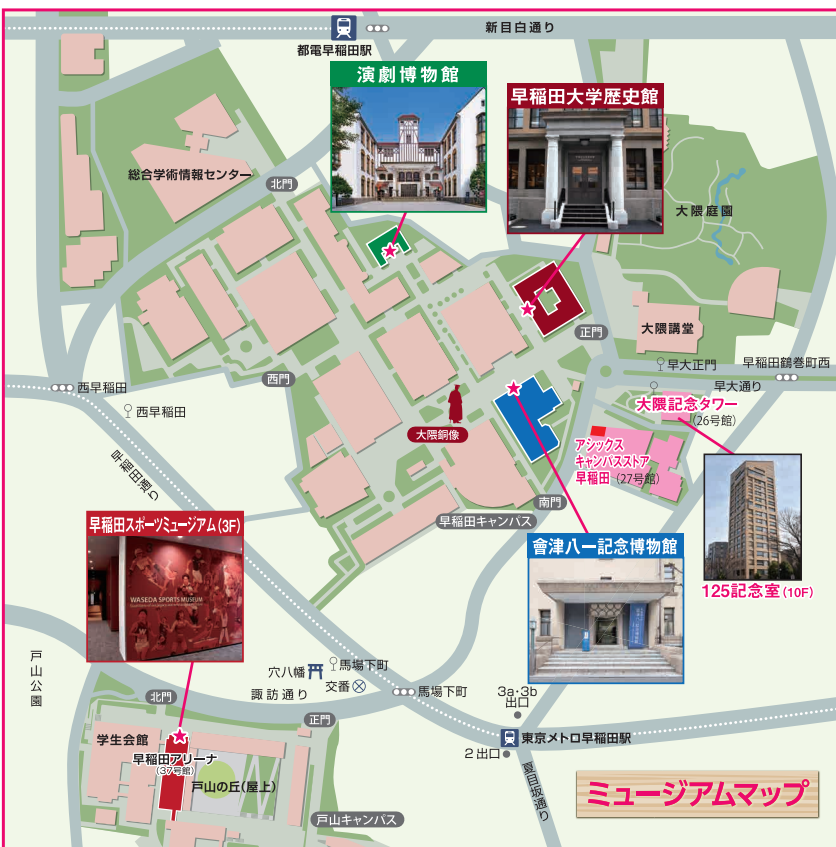 新目白通り
都電早稲田駅
演劇博物館
早稲田大学歴史館
総合学術情報センター
北門
大隈庭園
大隈講堂
正門
早大正門
早稲田鶴巻町西
西早稲田
西門
早大通り
西早稲田
大隈記念タワー
(26号館)
大隈銅像
アシックス
キャンパスストア
早稲田 (27号館)
早稲田通り
南門
早稲田キャンパス
早稲田スポーツミュージアム(3F)
WASEDA SPORTS MUSEUM
會津八一記念博物館
125記念室(10F)
戸山公園
穴八幡
馬場下町
交番
諏訪通り
馬場下町
北門
正門
3a・3b
出口
学生会館
東京メトロ早稲田駅
2出口
早稲田アリーナ
(37号館)
戸山の丘(屋上)
夏目坂通り
ミュージアムマップ
戸山キャンパス